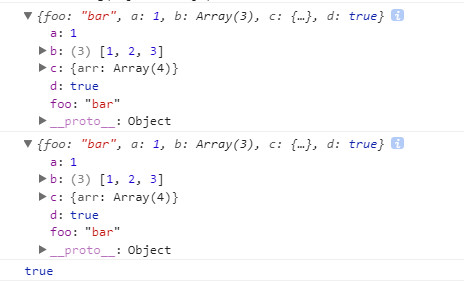 ▼{foo: "bar", a: 1, b: Array(3), c: {…}, d: true} i
a: 1
▶b: (3) [1, 2, 3]
▶c: {arr: Array(4)}
d: true
foo: "bar"
▶__proto__: Object
▼{foo: "bar", a: 1, b: Array(3), c: {…}, d: true} i
a: 1
▶b: (3) [1, 2, 3]
▶c: {arr: Array(4)}
d: true
foo: "bar"
▶__proto__: Object
true